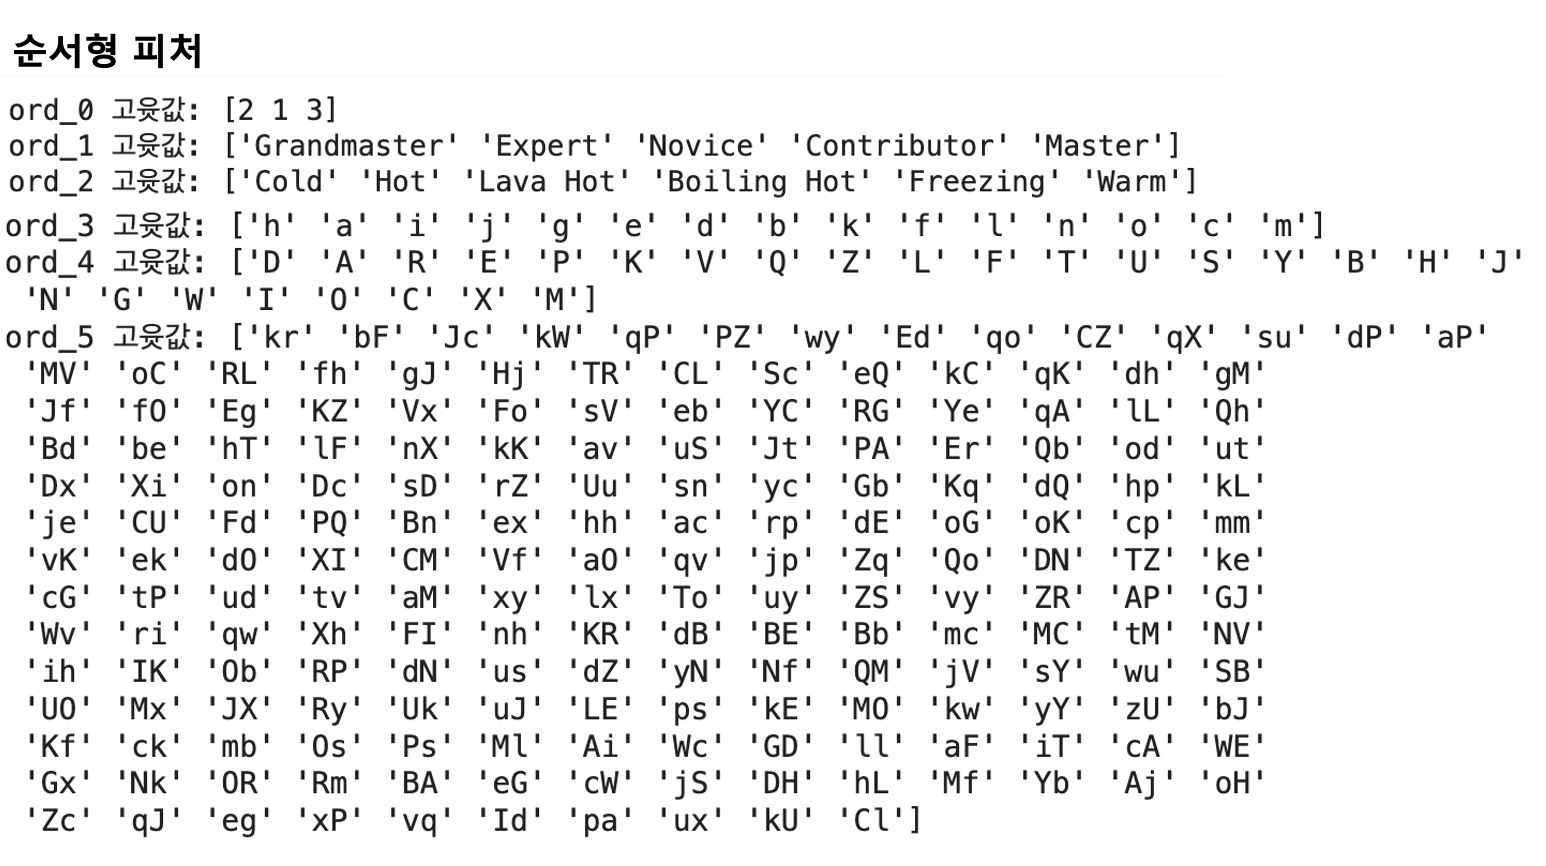 순서형 피처
ord_0 고윳값: [2 1 3]
ord_1 고윳값: ['Grandmaster' 'Expert' 'Novice' 'Contributor' 'Master']
ord_2 고윳값: ['Cold' 'Hot' 'Lava Hot' 'Boiling Hot' 'Freezing' 'Warm']
ord_3 고윳값: ['h' 'a' 'i' 'j' 'g' 'e' 'd' 'b' 'k' 'f' 'l' 'n' 'o' 'c' 'm']
ord_4 고윳값: ['D' 'A' 'R' 'E' 'P' 'K' 'V' 'Q' 'Z' 'L' 'F' 'T' 'U' 'S' 'Y' 'B' 'H' 'J'
'N' 'G' 'W' 'I' 'O' 'C' 'X' 'M']
ord_5 고윳값: ['kr' 'bF' 'Jc' 'kW' 'qP' 'PZ' 'wy' 'Ed' 'qo' 'CZ' 'qX' 'su' 'dP' 'aP'
'MV' 'oC' 'RL' 'fh' 'gJ' 'Hj' 'TR' 'CL' 'Sc' 'eQ' 'kC' 'qK' 'dh' 'gM'
'Jf' 'fO' 'Eg' 'KZ' 'Vx' 'Fo' 'sV' 'eb' 'YC' 'RG' 'Ye' 'qA' 'lL' 'Qh'
'Bd' 'be' 'hT' 'lF' 'nX' 'kK' 'av' 'uS' 'Jt' 'PA' 'Er' 'Qb' 'od' 'ut'
'Dx' 'Xi' 'on' 'Dc' 'sD' 'rZ' 'Uu' 'sn' 'yc' 'Gb' 'Kq' 'dQ' 'hp' 'kL'
'je' 'CU' 'Fd' 'PQ' 'Bn' 'ex' 'hh' 'ac' 'rp' 'dE' 'oG' 'oK' 'cp' 'mm'
'vK' 'ek' 'dO' 'XI' 'CM' 'Vf' 'aO' 'qv' 'jp' 'Zq' 'Qo' 'DN' 'TZ' 'ke'
'cG' 'tP' 'ud' 'tv' 'aM' 'xy' 'lx' 'To' 'uy' 'ZS' 'vy' 'ZR' 'AP' 'GJ'
'Wv' 'ri' 'qw' 'Xh' 'FI' 'nh' 'KR' 'dB' 'BE' 'Bb' 'mc' 'MC' 'tM' 'NV'
'ih' 'IK' 'Ob' 'RP' 'dN' 'us' 'dZ' 'yN' 'Nf' 'QM' 'jV' 'sY' 'wu' 'SB'
'UO' 'Mx' 'JX' 'Ry' 'Uk' 'uJ' 'LE' 'ps' 'kE' 'MO' 'kw' 'yY' 'zU' 'bJ'
'Kf' 'ck' 'mb' 'Os' 'Ps' 'Ml' 'Ai' 'Wc' 'GD' 'll' 'aF' 'iT' 'cA' 'WE'
'Gx' 'Nk' 'OR' 'Rm' 'BA' 'eG' 'cW' 'jS' 'DH' 'hL' 'Mf' 'Yb' 'Aj' 'oH'
'Zc' 'qJ' 'eg' 'xP' 'vq' 'Id' 'pa' 'ux' 'kU' 'Cl']